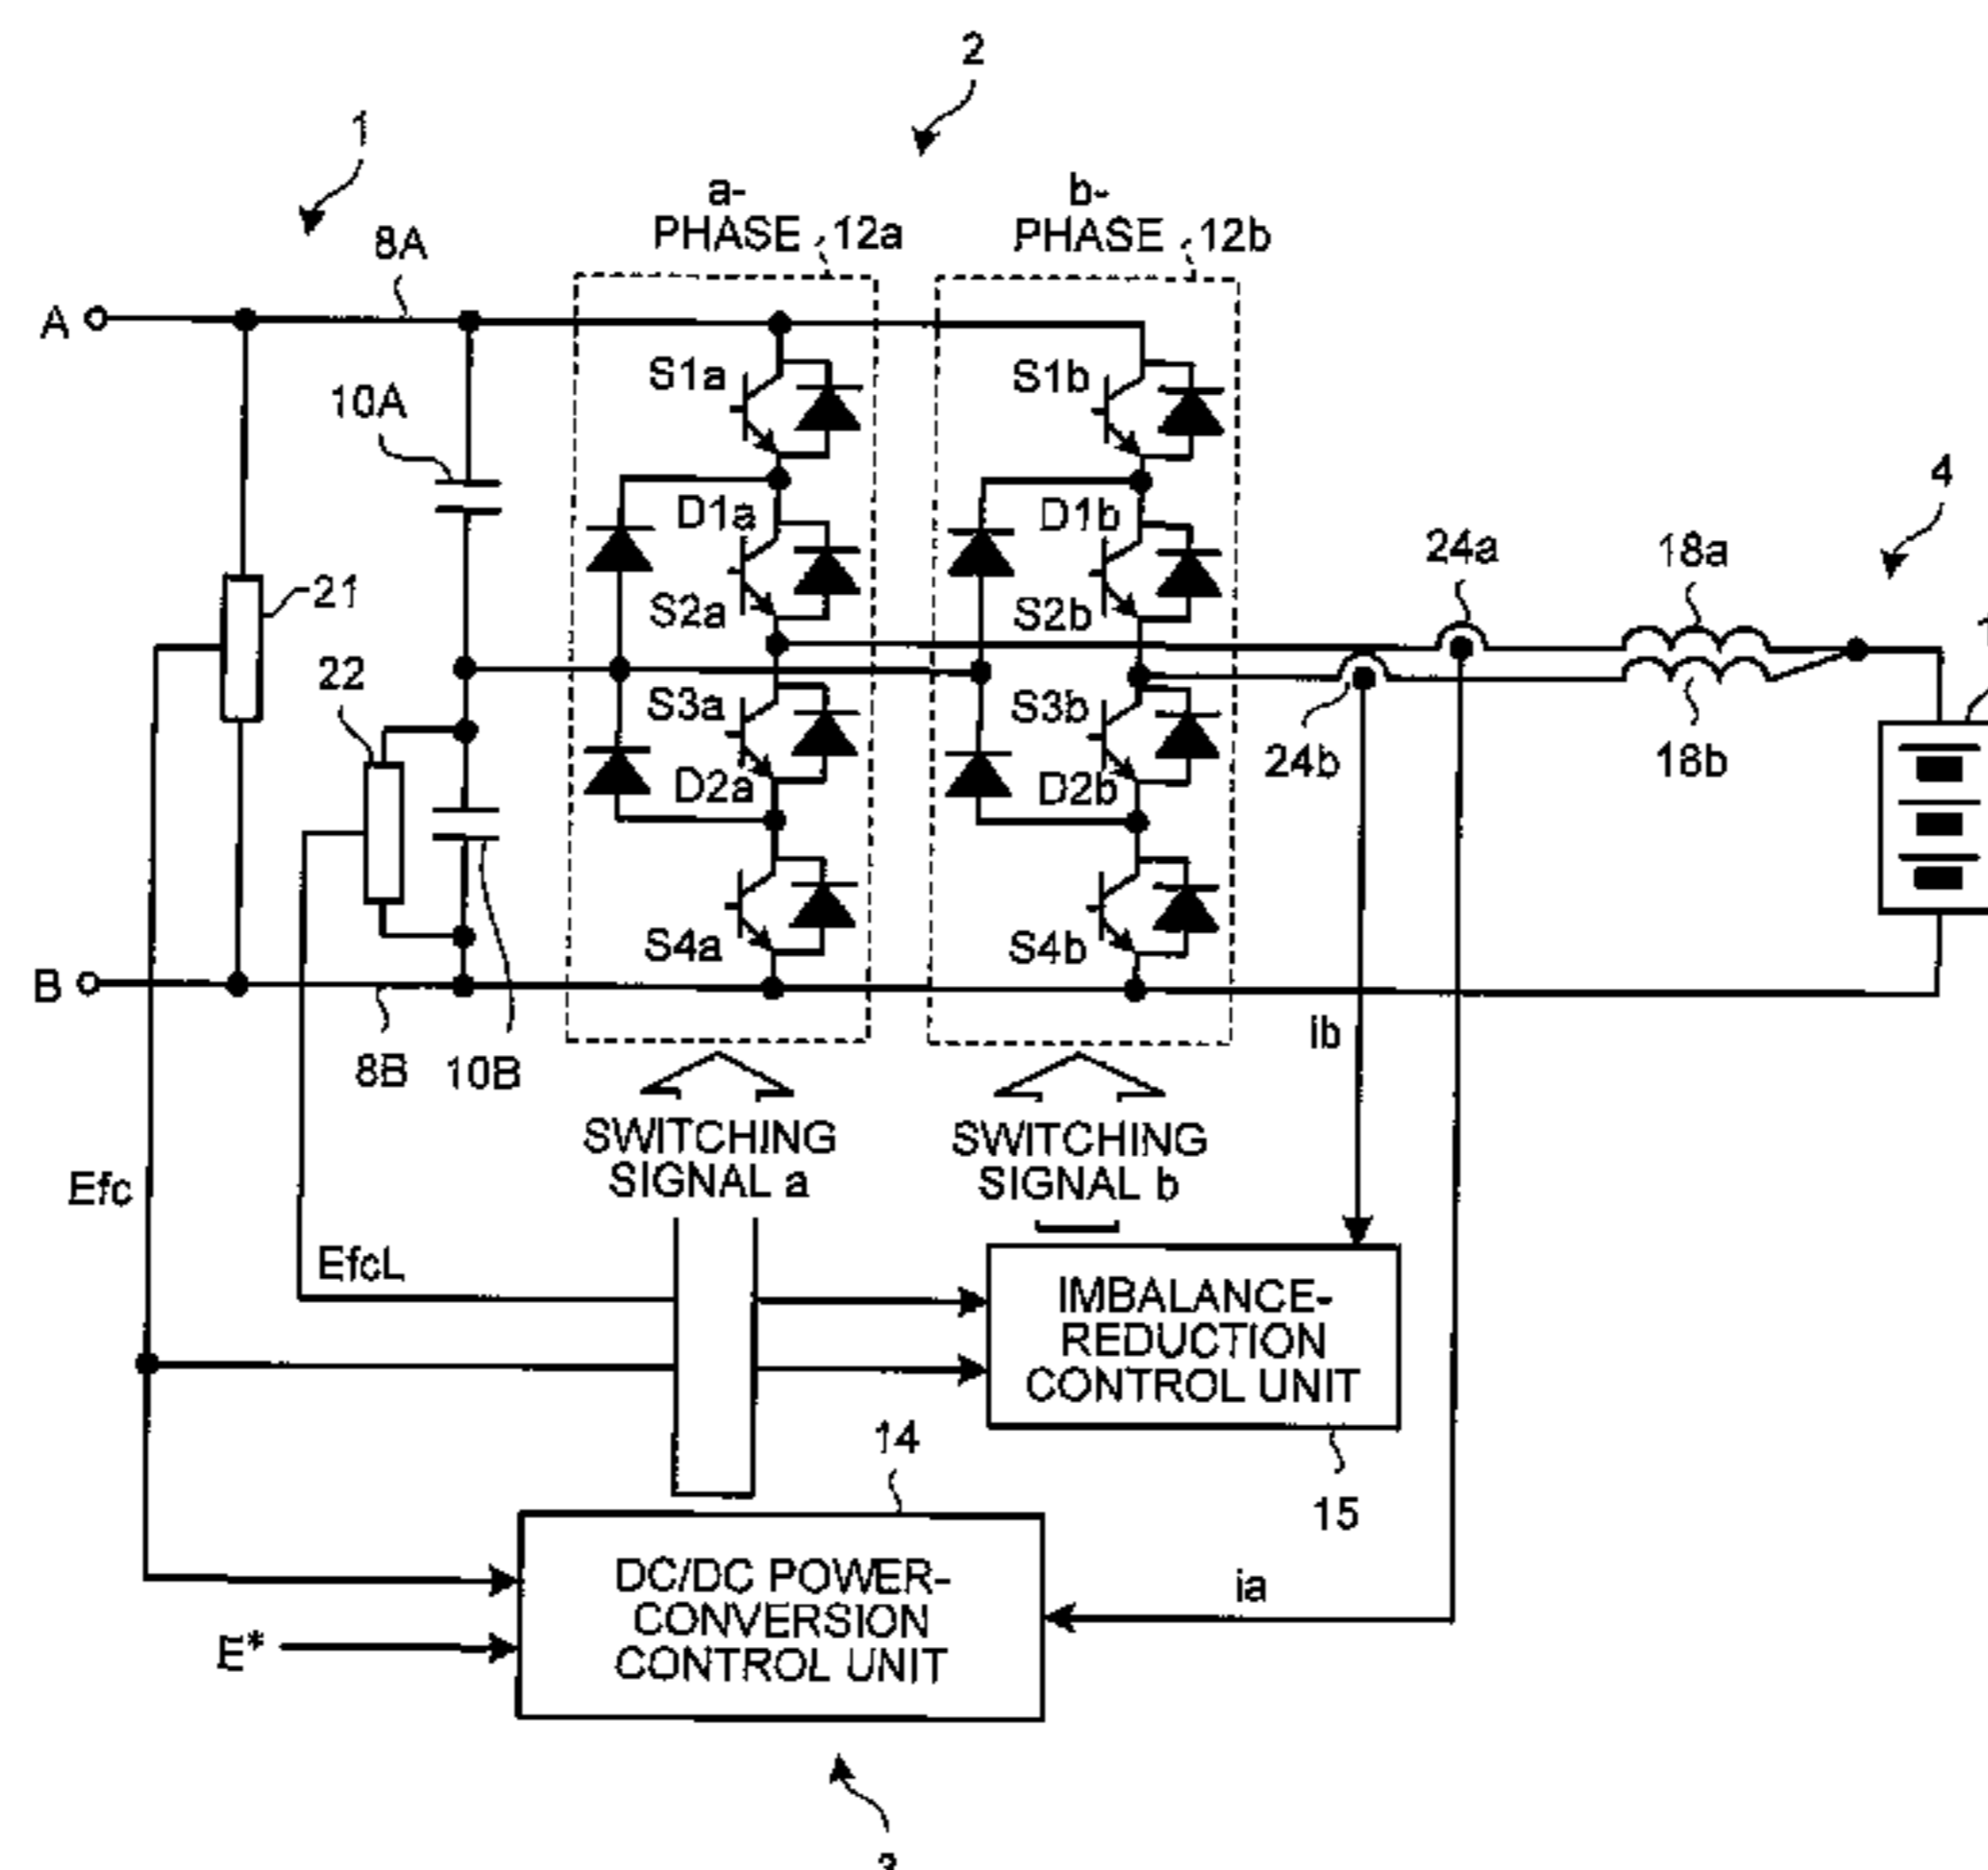 2
1
a-
PHASE
12a
b-
PHASE
12b
8A
A
S1a
S1b
10A
D1a
D1b
4
24a
18a
21
S2a
S2b
22
S3a
S3b
24b
18b
D2a
D2b
S4a
S4b
B
8B
10B
ib
SWITCHING
SIGNAL a
SWITCHING
SIGNAL b
Efc
EfcL
IMBALANCE-
REDUCTION
CONTROL UNIT
14
15
DC/DC POWER-
CONVERSION
CONTROL UNIT
ia
E*